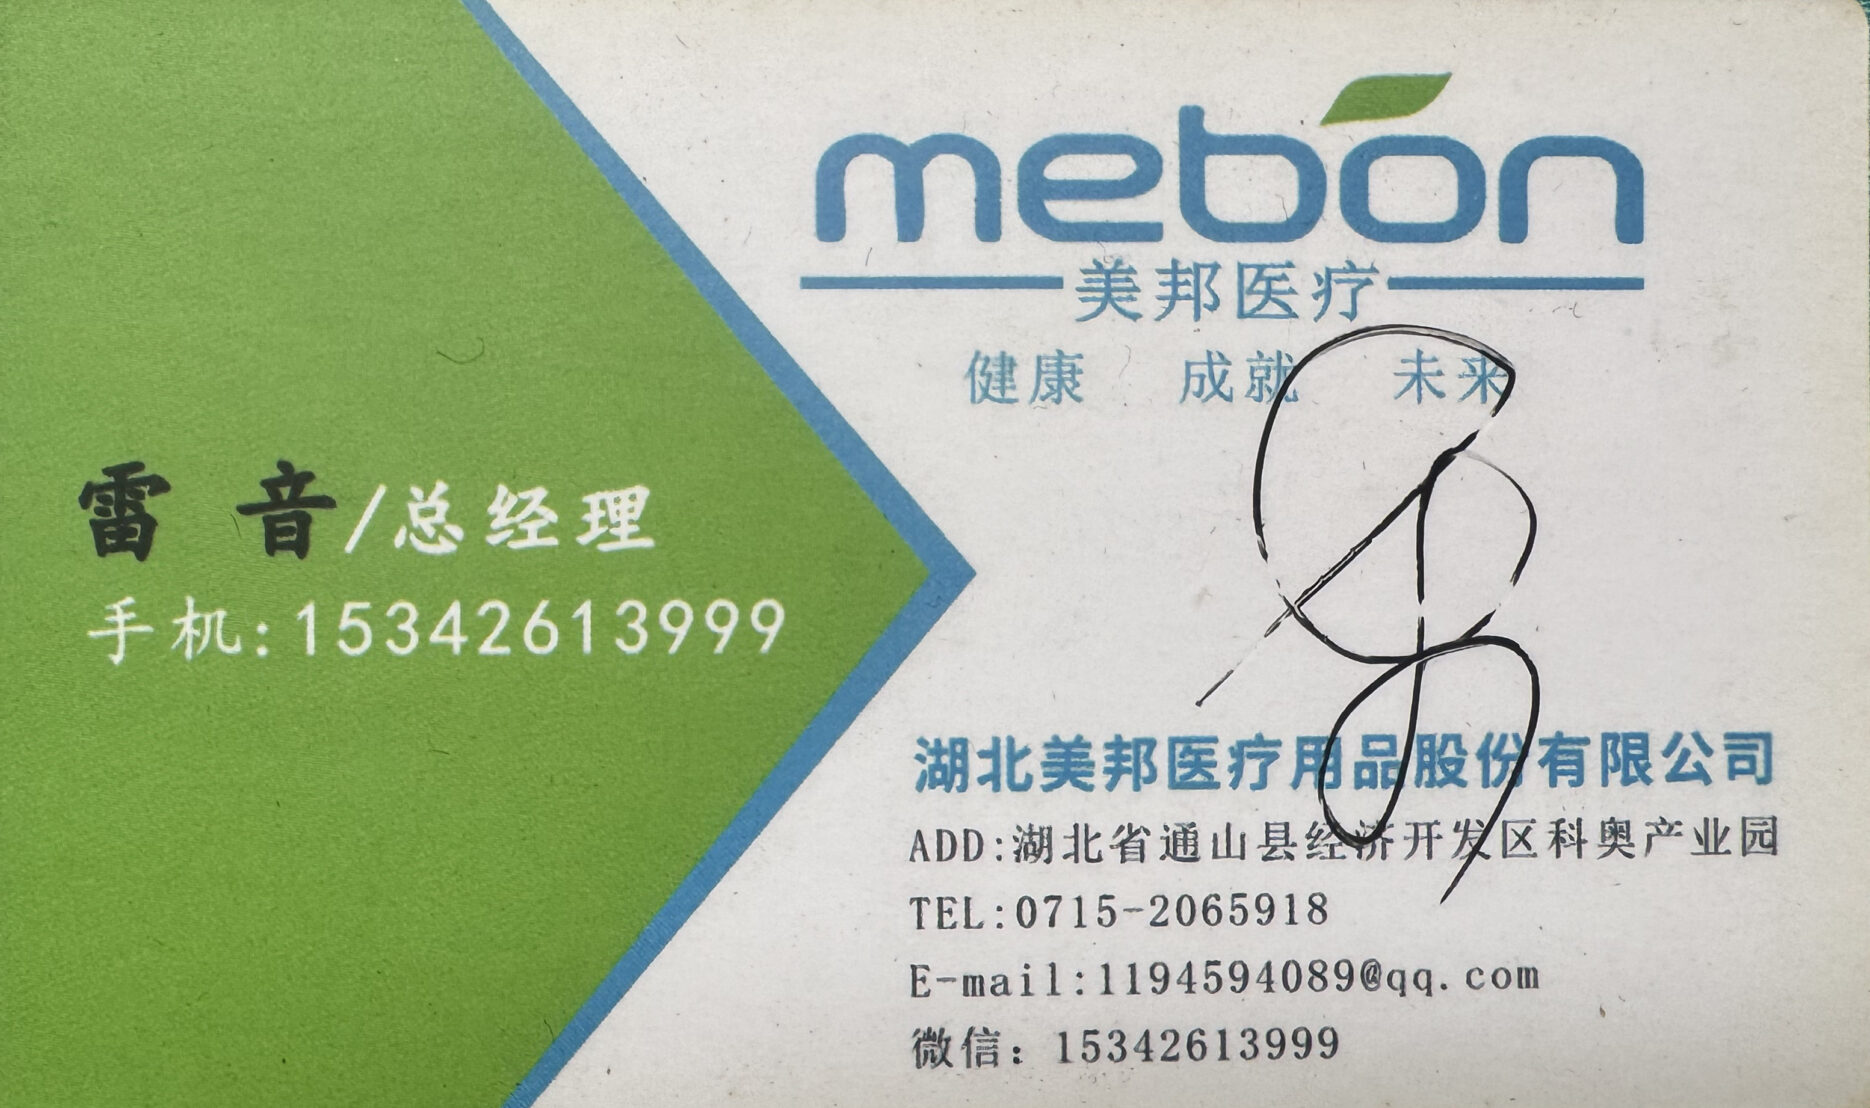 雷 音/总经理
手机:15342613999
mebon
美邦医疗
健康 成就 未来
湖北美邦医疗用品股份有限公司
ADD:湖北省通山县经济开发区科奥产业园
TEL:0715-2065918
E-mail:1194594089@qq.com
微信：15342613999